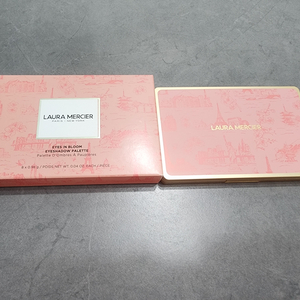 LAURA MERCIER
PARIS / NEW YORK
EYES IN BLOOM
EYESHADOW PALETTE
LAURA MERCIER